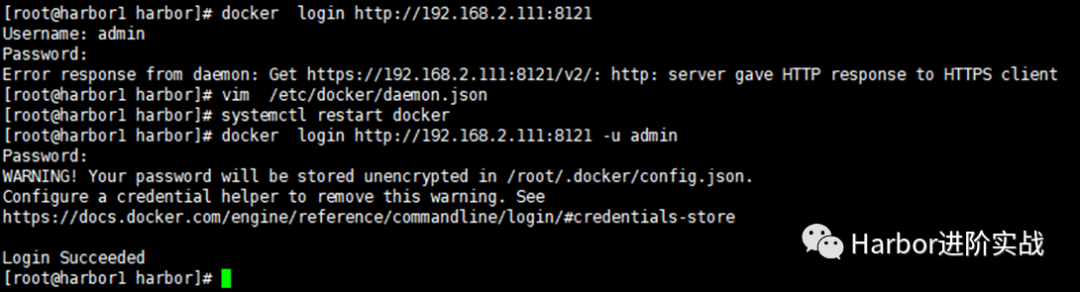 [root@harbor1 harbor]# docker  login http://192.168.2.111:8121
Username: admin
Password:
Error response from daemon: Get https://192.168.2.111:8121/v2/: http: server gave HTTP response to HTTPS client
[root@harbor1 harbor]# vim  /etc/docker/daemon.json
[root@harbor1 harbor]# systemctl restart docker
[root@harbor1 harbor]# docker  login http://192.168.2.111:8121 -u admin
Password:
WARNING! Your password will be stored unencrypted in /root/.docker/config.json.
Configure a credential helper to remove this warning. See
https://docs.docker.com/engine/reference/commandline/login/#credentials-store
Harbor进阶实战
Login Succeeded
[root@harbor1 harbor]#